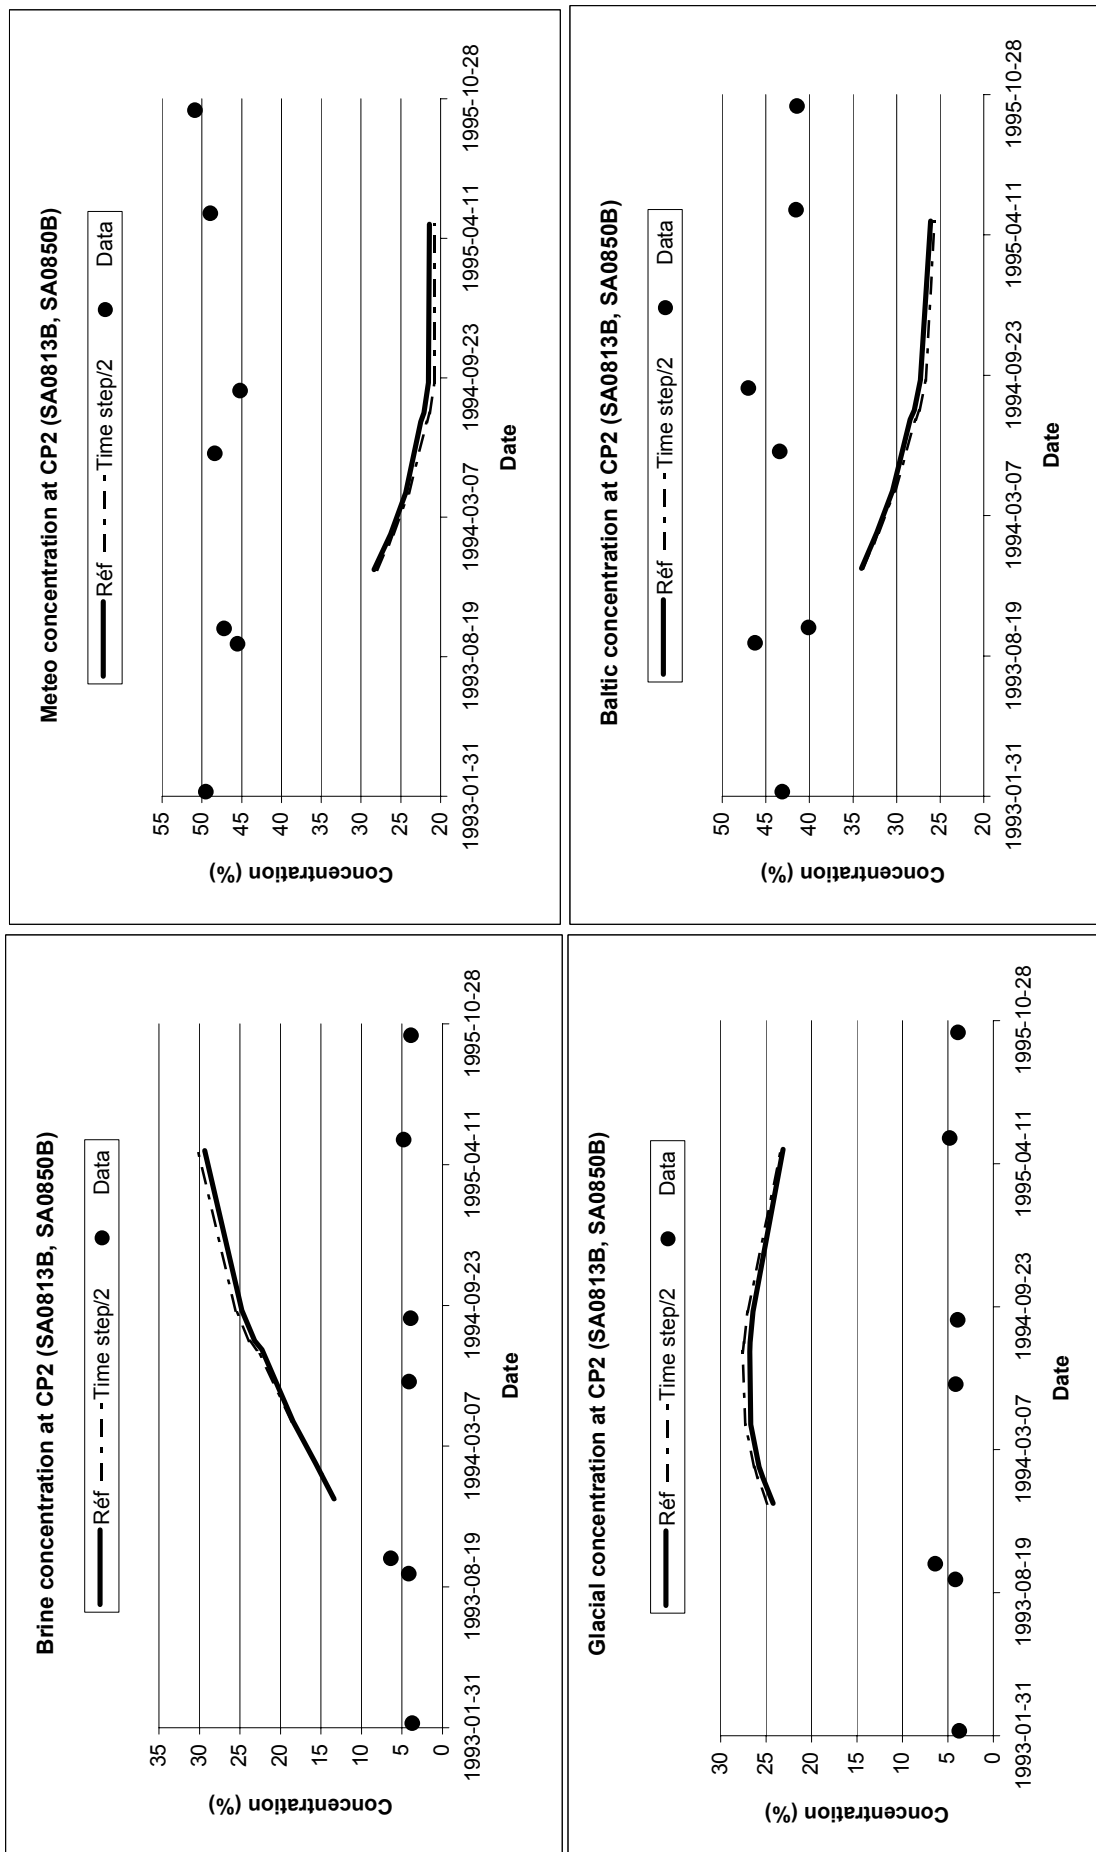 Brine concentration at CP2 (SA0813B, SA0850B)
Réf Time step/2 Data
35
30
25
20
15
10
5
0
Concentration (%)
1993-01-31 1993-08-19 1994-03-07 1994-09-23 1995-04-11 1995-10-28
Date
Meteo concentration at CP2 (SA0813B, SA0850B)
Réf Time step/2 Data
55
50
45
40
35
30
25
20
Concentration (%)
1993-01-31 1993-08-19 1994-03-07 1994-09-23 1995-04-11 1995-10-28
Date
Glacial concentration at CP2 (SA0813B, SA0850B)
Réf Time step/2 Data
30
25
20
15
10
5
0
Concentration (%)
1993-01-31 1993-08-19 1994-03-07 1994-09-23 1995-04-11 1995-10-28
Date
Baltic concentration at CP2 (SA0813B, SA0850B)
Réf Time step/2 Data
50
45
40
35
30
25
20
Concentration (%)
1993-01-31 1993-08-19 1994-03-07 1994-09-23 1995-04-11 1995-10-28
Date